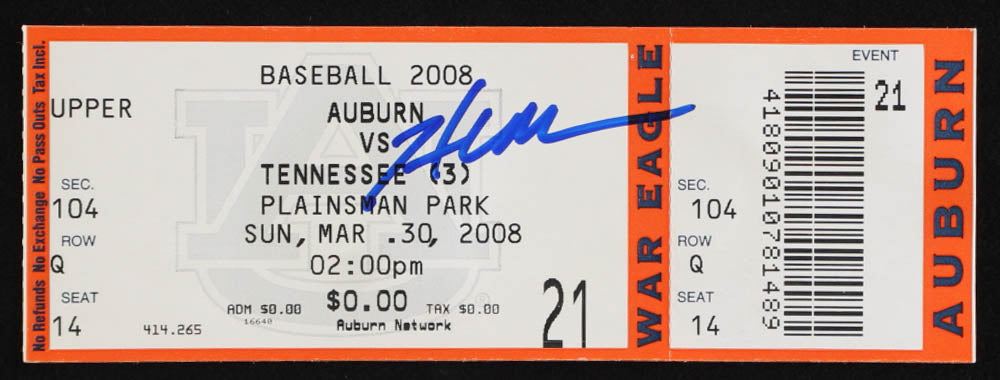 No Refunds No Exchange No Pass Outs Tax Incl.
UPPER
SEC.
104
ROW
Q
SEAT
14
414.265
BASEBALL 2008
AUBURN
VS
TENNESSEE (3)
PLAINSMAN PARK
SUN, MAR .30, 2008
02:00pm
ADM $0.00 $0.00 TAX $0.00
16640
Auburn Network
21
WAR EAGLE
SEC.
104
ROW
Q
SEAT
14
41809010781489
EVENT
21
AUBURN